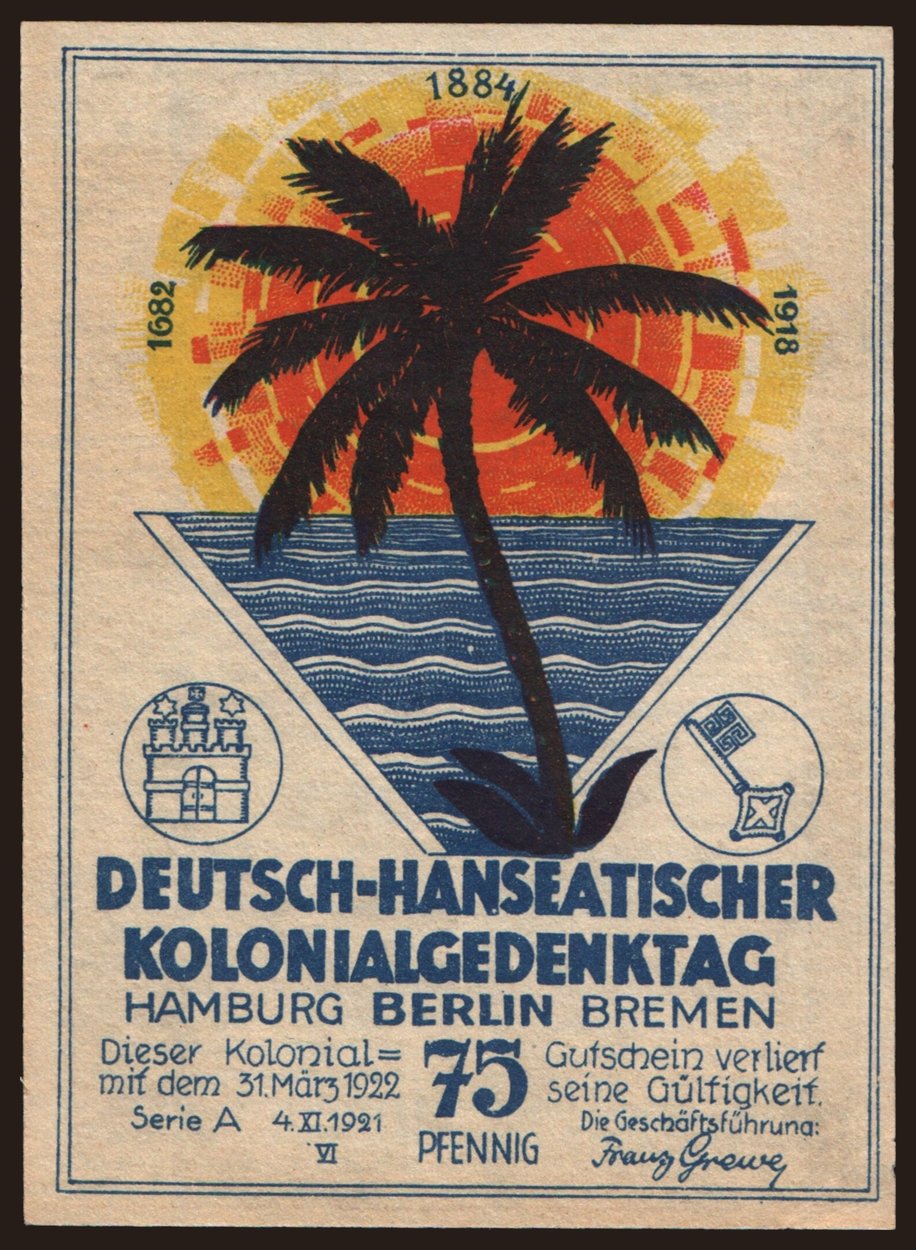 1884
1682
1918
DEUTSCH-HANSEATISCHER
KOLONIALGEDENKTAG
HAMBURG BERLIN BREMEN
Dieser Kolonial= 75 Gutschein verliert
mit dem 31. März 1922 seine Gültigkeit.
Serie A 4. XI. 1921 PFENNIG Die Geschäftsführung:
VI Franz Grewe